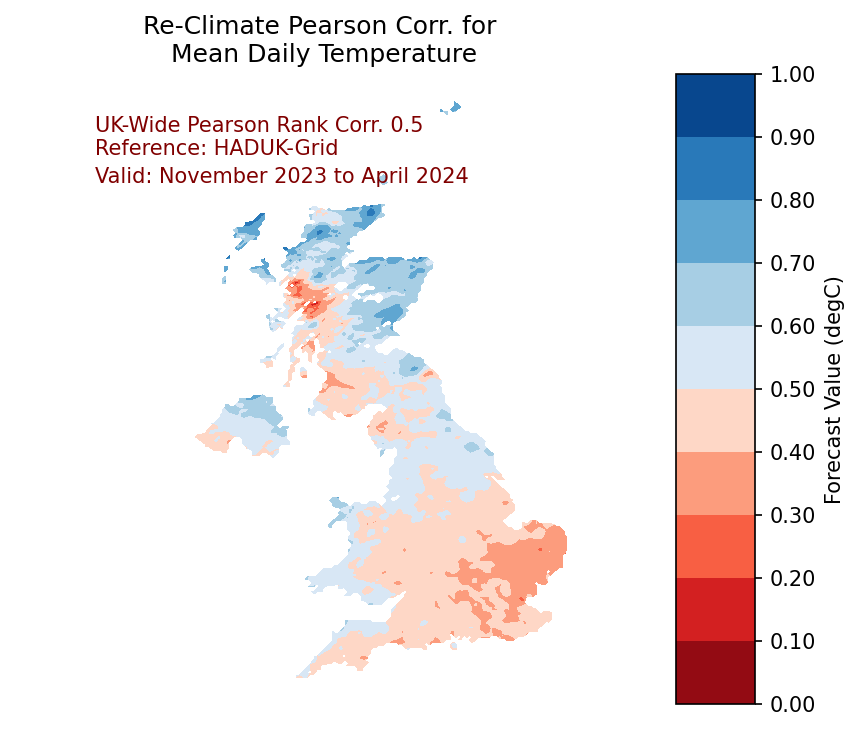 Re-Climate Pearson Corr. for
Mean Daily Temperature
UK-Wide Pearson Rank Corr. 0.5
Reference: HADUK-Grid
Valid: November 2023 to April 2024
1.00
0.90
0.80
0.70
0.60
0.50
0.40
0.30
0.20
0.10
0.00
Forecast Value (degC)